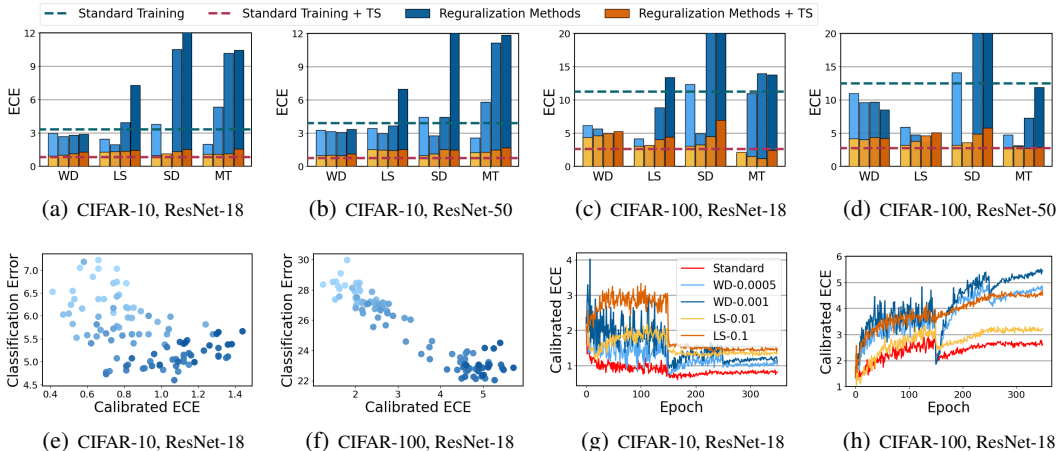 Standard Training Standard Training + TS Reguralization Methods Reguralization Methods + TS
12
9
6
3
0
ECE
WD LS SD MT
(a) CIFAR-10, ResNet-18
12
9
6
3
0
ECE
WD LS SD MT
(b) CIFAR-10, ResNet-50
20
15
10
5
0
ECE
WD LS SD MT
(c) CIFAR-100, ResNet-18
20
15
10
5
0
ECE
WD LS SD MT
(d) CIFAR-100, ResNet-50
7.0
6.5
6.0
5.5
5.0
4.5
Classification Error
0.4 0.6 0.8 1.0 1.2 1.4
Calibrated ECE
(e) CIFAR-10, ResNet-18
30
28
26
24
22
Classification Error
2 3 4 5
Calibrated ECE
(f) CIFAR-100, ResNet-18
4
3
2
1
Calibrated ECE
Standard
WD-0.0005
WD-0.001
LS-0.01
LS-0.1
0 100 200 300
Epoch
(g) CIFAR-10, ResNet-18
6
5
4
3
2
1
Calibrated ECE
0 100 200 300
Epoch
(h) CIFAR-100, ResNet-18